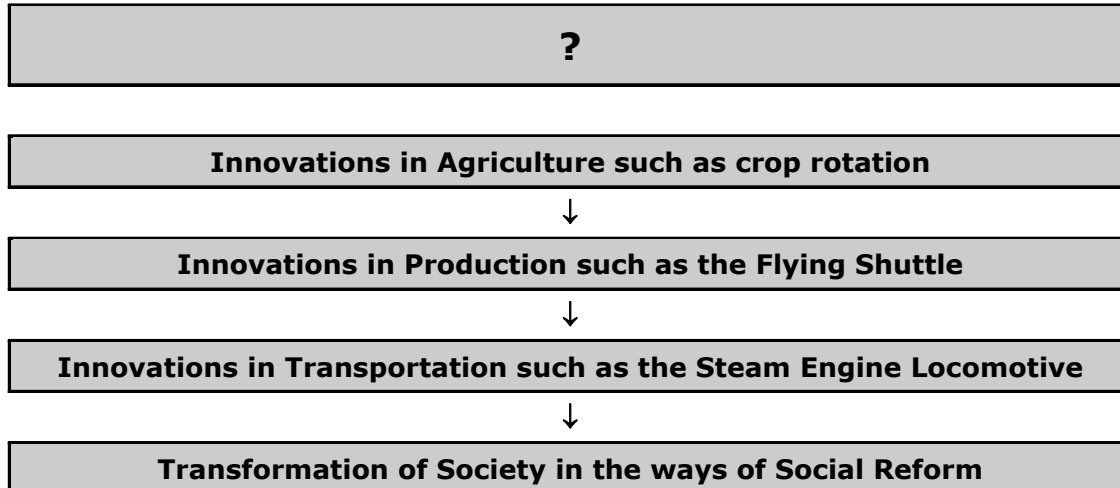 ?
Innovations in Agriculture such as crop rotation
↓
Innovations in Production such as the Flying Shuttle
↓
Innovations in Transportation such as the Steam Engine Locomotive
↓
Transformation of Society in the ways of Social Reform